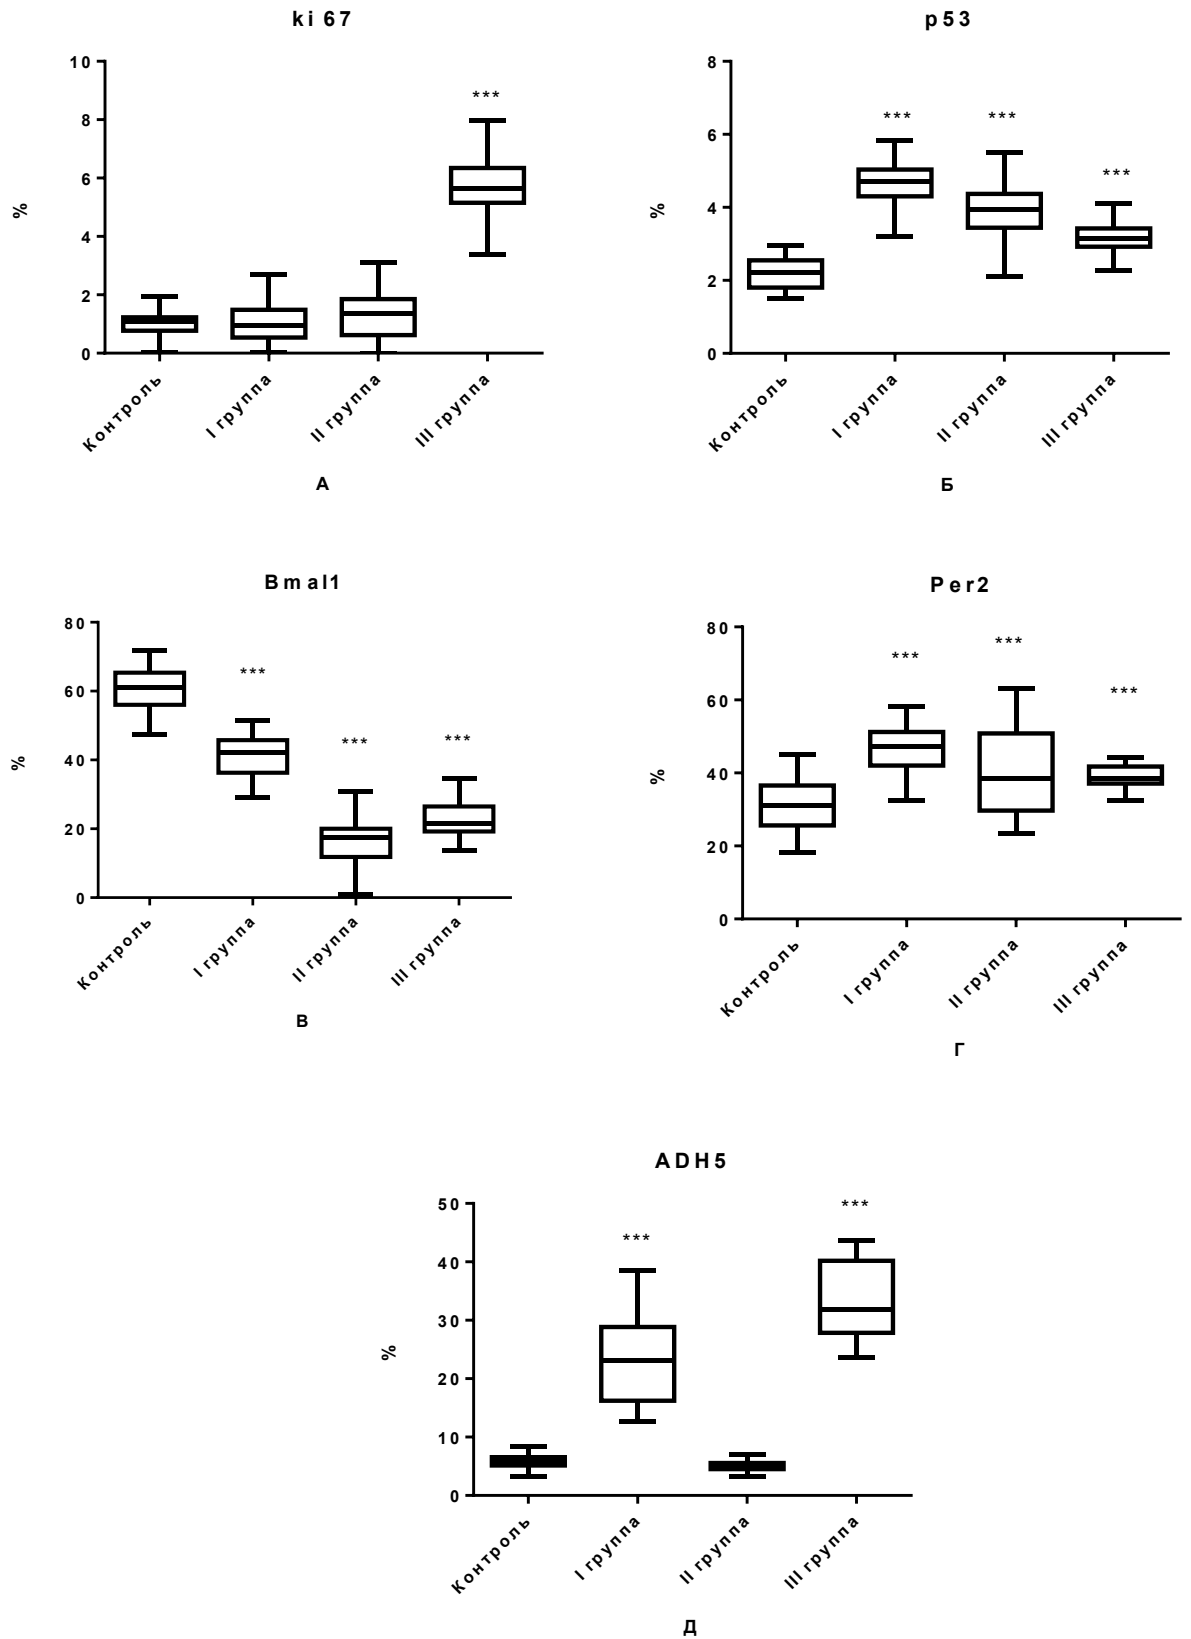 ki 67
10
8
6
4
2
0
%
***
Контроль
I группа
II группа
III группа
А
p53
8
6
4
2
0
%
***
***
***
Контроль
I группа
II группа
III группа
Б
Bmal1
80
60
40
20
0
%
***
***
***
Контроль
I группа
II группа
III группа
В
Per2
80
60
40
20
0
%
***
***
***
Контроль
I группа
II группа
III группа
Г
ADH5
50
40
30
20
10
0
%
***
***
Контроль
I группа
II группа
III группа
Д